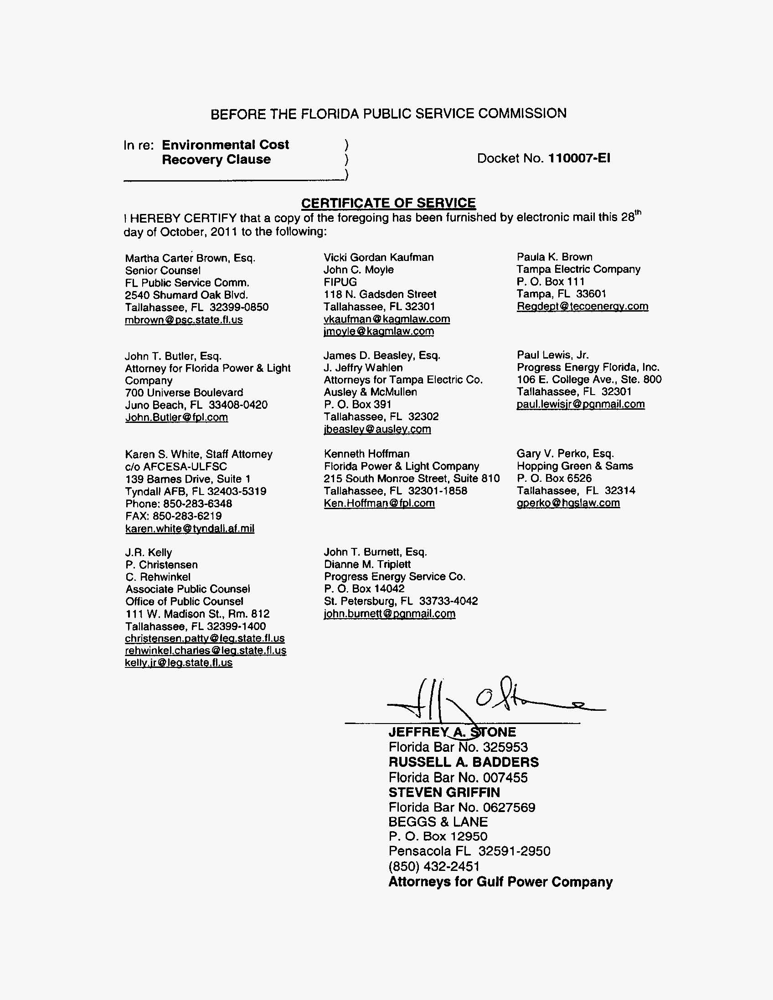 BEFORE THE FLORIDA PUBLIC SERVICE COMMISSION
In re: Environmental Cost )
Recovery Clause )
)
Docket No. 110007-EI
CERTIFICATE OF SERVICE
I HEREBY CERTIFY that a copy of the foregoing has been furnished by electronic mail this 28th
day of October, 2011 to the following:
Martha Carter Brown, Esq.
Senior Counsel
FL Public Service Comm.
2540 Shumard Oak Blvd.
Tallahassee, FL 32399-0850
mbrown@psc.state.fl.us
Vicki Gordan Kaufman
John C. Moyle
FIPUG
118 N. Gadsden Street
Tallahassee, FL 32301
vkaufman@kagmlaw.com
jmoyle@kagmlaw.com
Paula K. Brown
Tampa Electric Company
P. O. Box 111
Tampa, FL 33601
Regdept@tecoenergy.com
John T. Butler, Esq.
Attorney for Florida Power & Light
Company
700 Universe Boulevard
Juno Beach, FL 33408-0420
John.Butler@fpl.com
James D. Beasley, Esq.
J. Jeffry Wahlen
Attorneys for Tampa Electric Co.
Ausley & McMullen
P. O. Box 391
Tallahassee, FL 32302
jbeasley@ausley.com
Paul Lewis, Jr.
Progress Energy Florida, Inc.
106 E. College Ave., Ste. 800
Tallahassee, FL 32301
paul.lewisjr@pgnmail.com
Karen S. White, Staff Attorney
c/o AFCESA-ULFSC
139 Barnes Drive, Suite 1
Tyndall AFB, FL 32403-5319
Phone: 850-283-6348
FAX: 850-283-6219
karen.white@tyndall.af.mil
Kenneth Hoffman
Florida Power & Light Company
215 South Monroe Street, Suite 810
Tallahassee, FL 32301-1858
Ken.Hoffman@fpl.com
Gary V. Perko, Esq.
Hopping Green & Sams
P. O. Box 6526
Tallahassee, FL 32314
gperko@hgslaw.com
J.R. Kelly
P. Christensen
C. Rehwinkel
Associate Public Counsel
Office of Public Counsel
111 W. Madison St., Rm. 812
Tallahassee, FL 32399-1400
christensen.patty@leg.state.fl.us
rehwinkel.charles@leg.state.fl.us
kelly.jr@leg.state.fl.us
John T. Burnett, Esq.
Dianne M. Triplett
Progress Energy Service Co.
P. O. Box 14042
St. Petersburg, FL 33733-4042
john.burnett@pgnmail.com
JEFFREY A. STONE
Florida Bar No. 325953
RUSSELL A. BADDERS
Florida Bar No. 007455
STEVEN GRIFFIN
Florida Bar No. 0627569
BEGGS & LANE
P. O. Box 12950
Pensacola FL 32591-2950
(850) 432-2451
Attorneys for Gulf Power Company